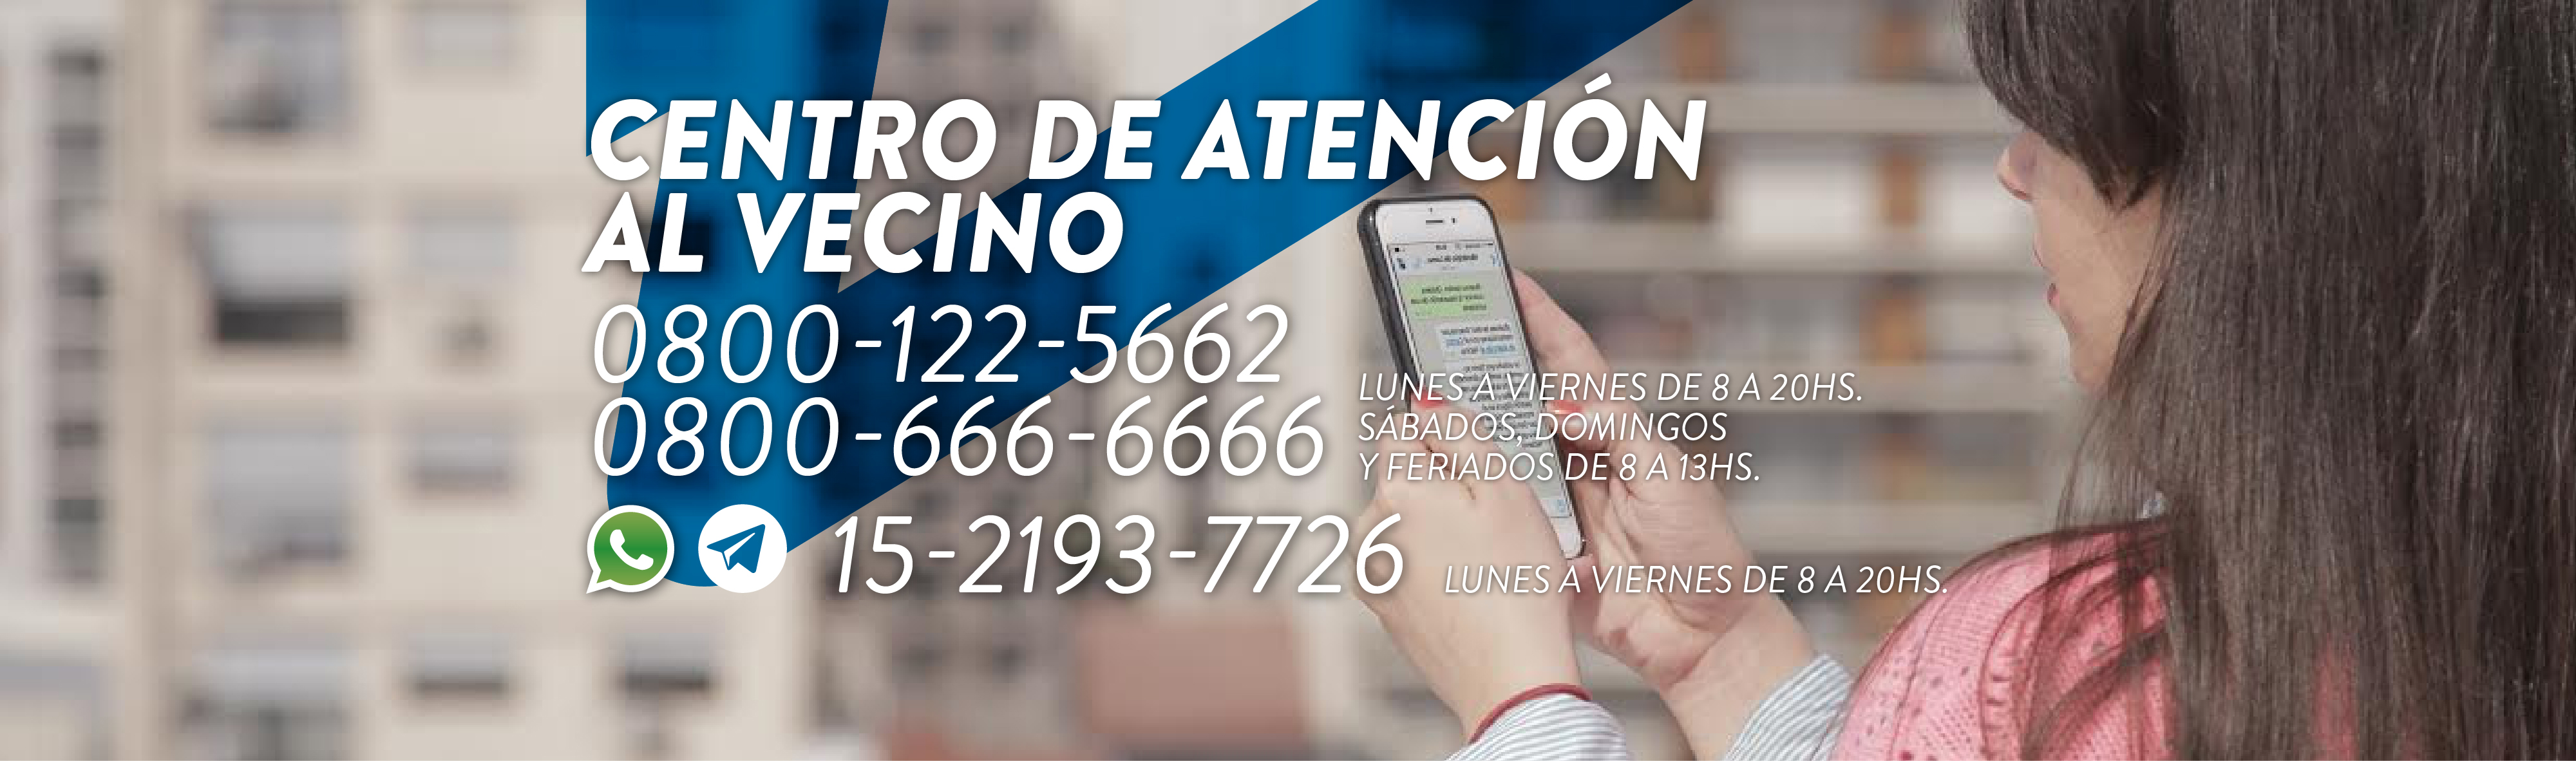 CENTRO DE ATENCIÓN
AL VECINO
0800-122-5662
0800-666-6666
LUNES A VIERNES DE 8 A 20HS.
SÁBADOS, DOMINGOS
Y FERIADOS DE 8 A 13HS.
15-2193-7726
LUNES A VIERNES DE 8 A 20HS.